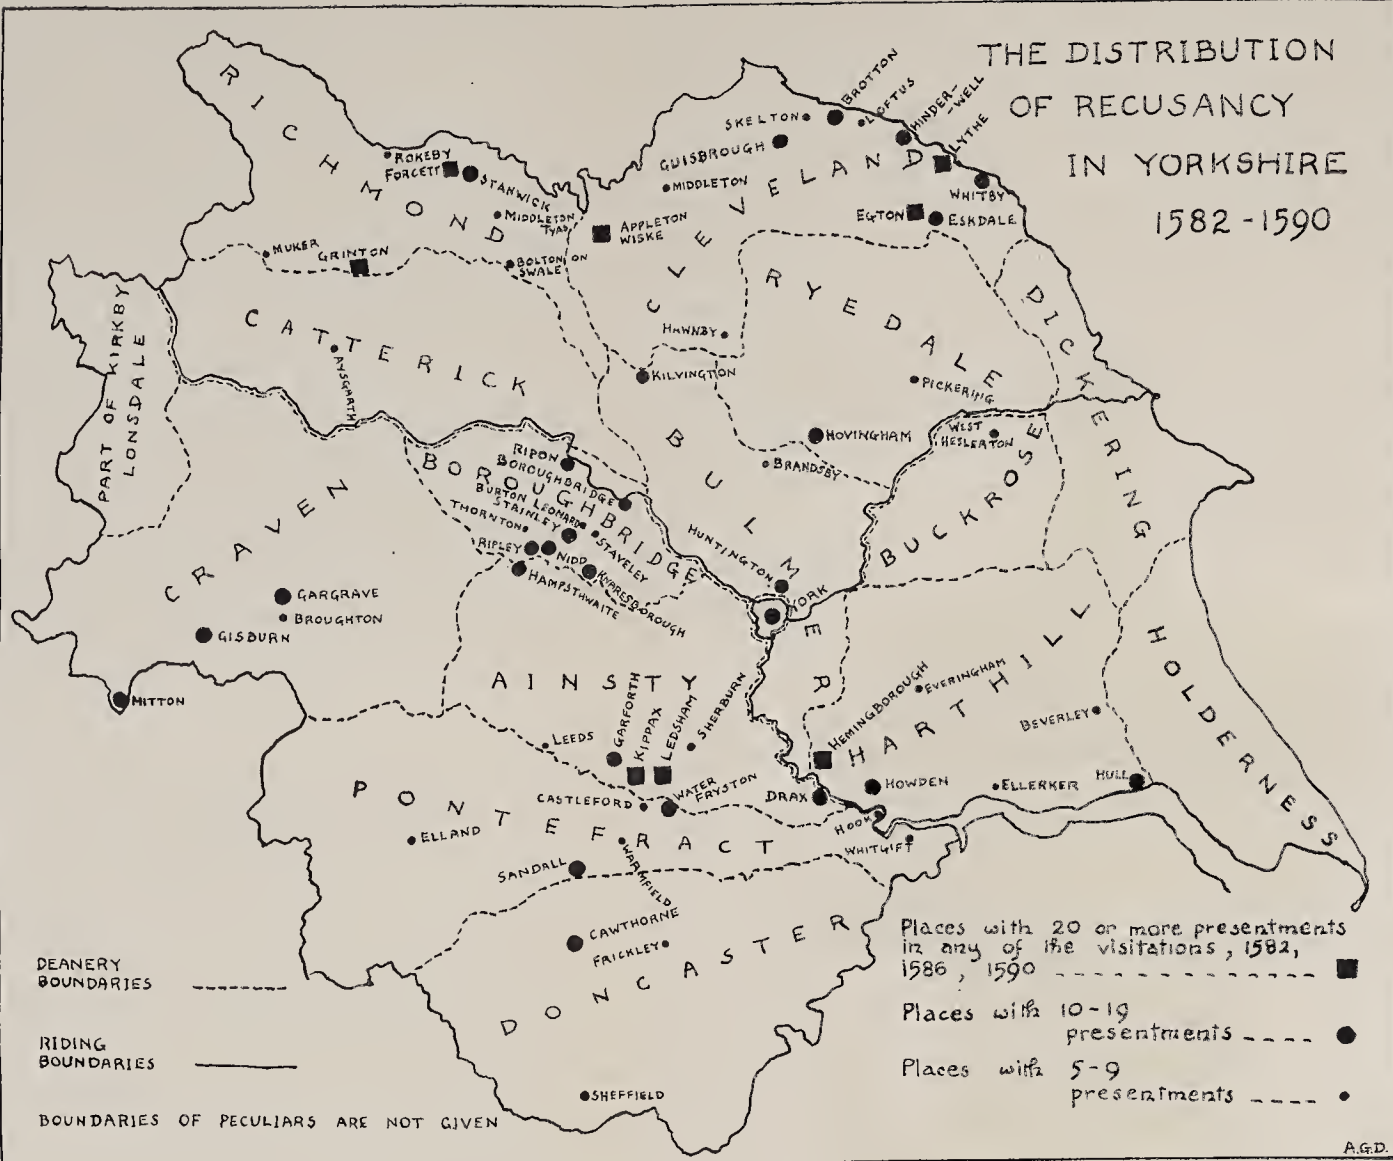 THE DISTRIBUTION
OF RECUSANCY
IN YORKSHIRE
1582 - 1590
RICHMOND
ROKEBY
FORCETT
STANWICK
MIDDLETON
TYAS
MUKER
GRINTON
BOLTON ON
SWALE
CATTERICK
AYSGARTH
PART OF KIRKBY
LONSDALE
BROTTON
LOFTUS
HINDER-
-WELL
LYTHE
SKELTON
GUISBROUGH
MIDDLETON
CLEVELAND
WHITBY
EGTON
ESKDALE
APPLETON
WISKE
HAWNBY
KILVINGTON
RYEDALE
PICKERING
HOVINGHAM
BRANDSBY
DICKERING
WEST
HESLERTON
BUCKROSE
BULMER
HUNTINGTON
YORK
BOROUGHBRIDGE
RIPON
BOROUGHBRIDGE
BURTON LEONARD
STAINLEY
THORNTON
STAVELEY
RIPLEY
NIDD
KNARESBOROUGH
HAMPSTHWAITE
CRAVEN
GARGRAVE
BROUGHTON
GISBURN
MITTON
AINSTY
GARFORTH
KIPPAX
LEDSHAM
SHERBURN
LEEDS
CASTLEFORD
WATER
FRYSTON
DRAX
HEMINGBOROUGH
EVERINGHAM
HARTHILL
BEVERLEY
HOWDEN
ELLERKER
HULL
HOOK
WHITGIFT
HOLDERNESS
PONTEFRACT
ELLAND
WARMFIELD
SANDALL
CAWTHORNE
FRICKLEY
DONCASTER
SHEFFIELD
DEANERY
BOUNDARIES
RIDING
BOUNDARIES
BOUNDARIES OF PECULIARS ARE NOT GIVEN
Places with 20 or more presentments
in any of the visitations, 1582,
1586, 1590
Places with 10-19
presentments
Places with 5-9
presentments
A.G.D.